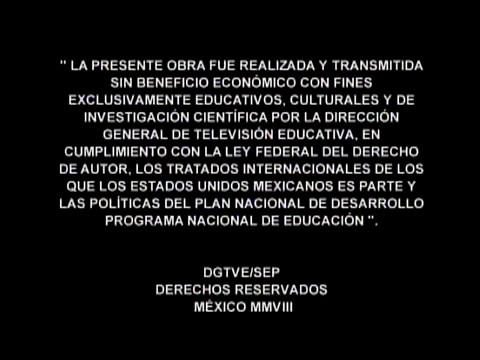 " LA PRESENTE OBRA FUE REALIZADA Y TRANSMITIDA
SIN BENEFICIO ECONÓMICO CON FINES
EXCLUSIVAMENTE EDUCATIVOS, CULTURALES Y DE
INVESTIGACIÓN CIENTÍFICA POR LA DIRECCIÓN
GENERAL DE TELEVISIÓN EDUCATIVA, EN
CUMPLIMIENTO CON LA LEY FEDERAL DEL DERECHO
DE AUTOR, LOS TRATADOS INTERNACIONALES DE LOS
QUE LOS ESTADOS UNIDOS MEXICANOS ES PARTE Y
LAS POLÍTICAS DEL PLAN NACIONAL DE DESARROLLO
PROGRAMA NACIONAL DE EDUCACIÓN ".
DGTVE/SEP
DERECHOS RESERVADOS
MÉXICO MMVIII